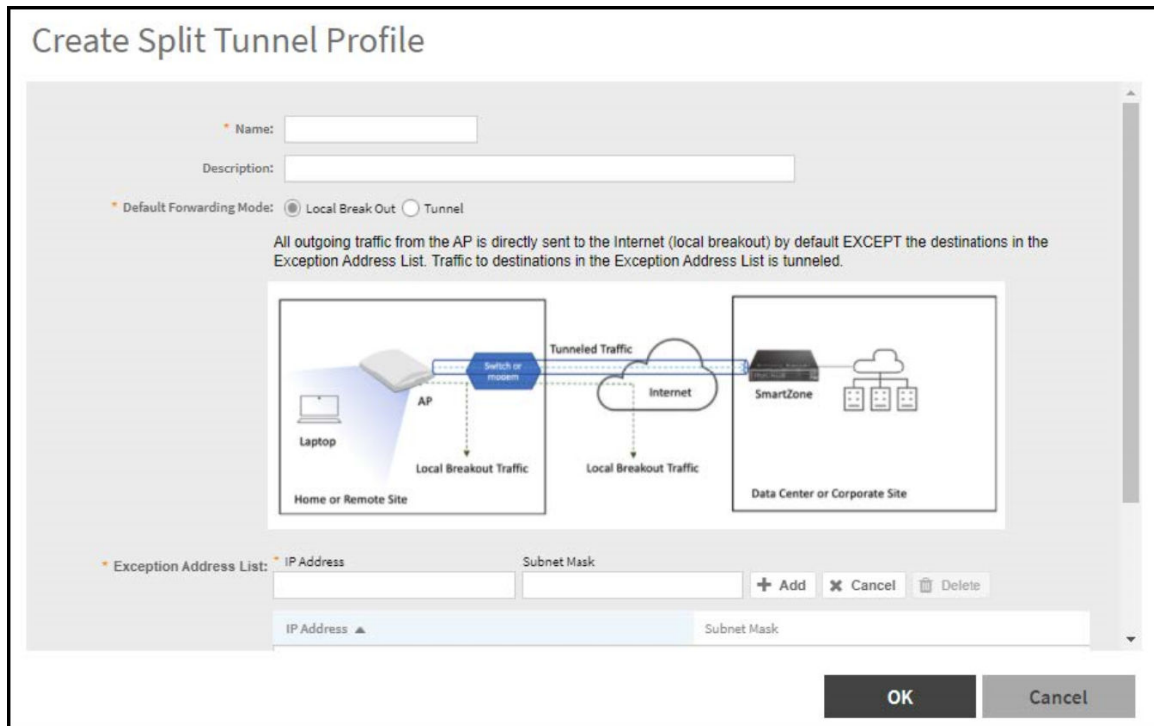 Create Split Tunnel Profile
* Name:
Description:
* Default Forwarding Mode: Local Break Out Tunnel
All outgoing traffic from the AP is directly sent to the Internet (local breakout) by default EXCEPT the destinations in the
Exception Address List. Traffic to destinations in the Exception Address List is tunneled.
Tunneled Traffic
Switch or
modem
AP
Internet
SmartZone
Laptop
Local Breakout Traffic
Local Breakout Traffic
Home or Remote Site
Data Center or Corporate Site
* Exception Address List: * IP Address Subnet Mask
+ Add Cancel Delete
IP Address ▲ Subnet Mask
OK Cancel